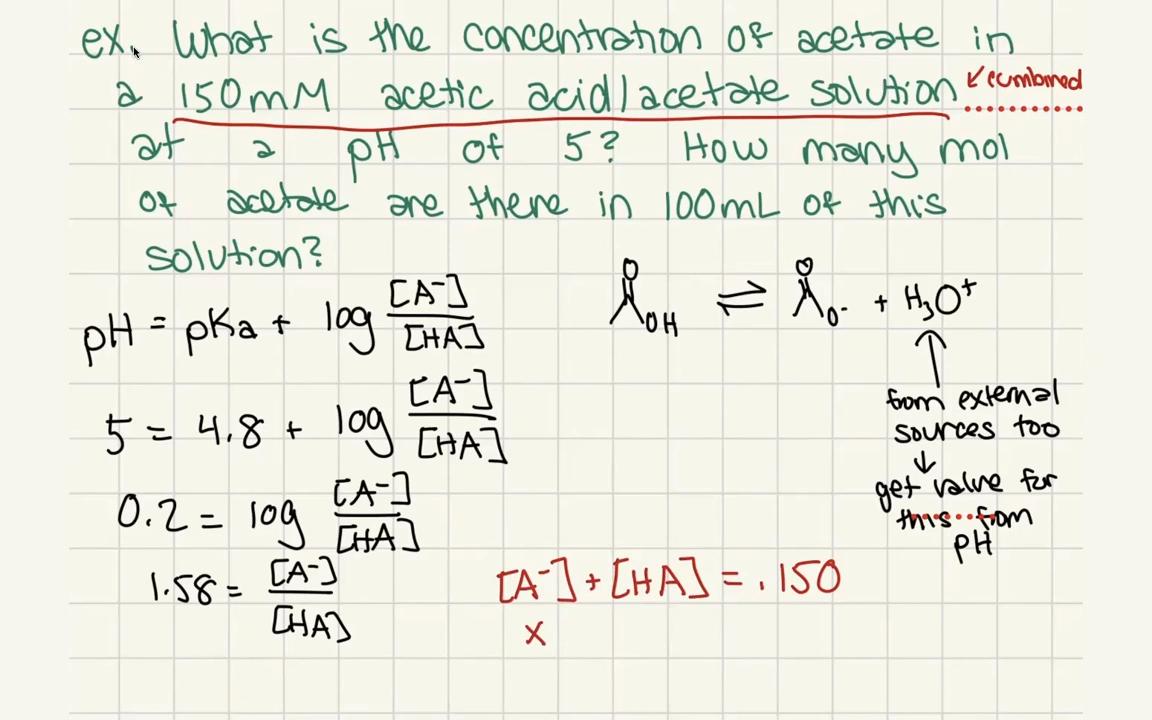 ex. What is the concentration of acetate in
a 150mM acetic acid/acetate solution ↙combined
at a pH of 5? How many mol
of acetate are there in 100mL of this
solution?
pH = pKa + log [A⁻]/[HA]
OH ⇌ O⁻ + H₃O⁺
5 = 4.8 + log [A⁻]/[HA]
from external
sources too
↓
get value for
this from
pH
0.2 = log [A⁻]/[HA]
1.58 = [A⁻]/[HA]
[A⁻] + [HA] = .150
x